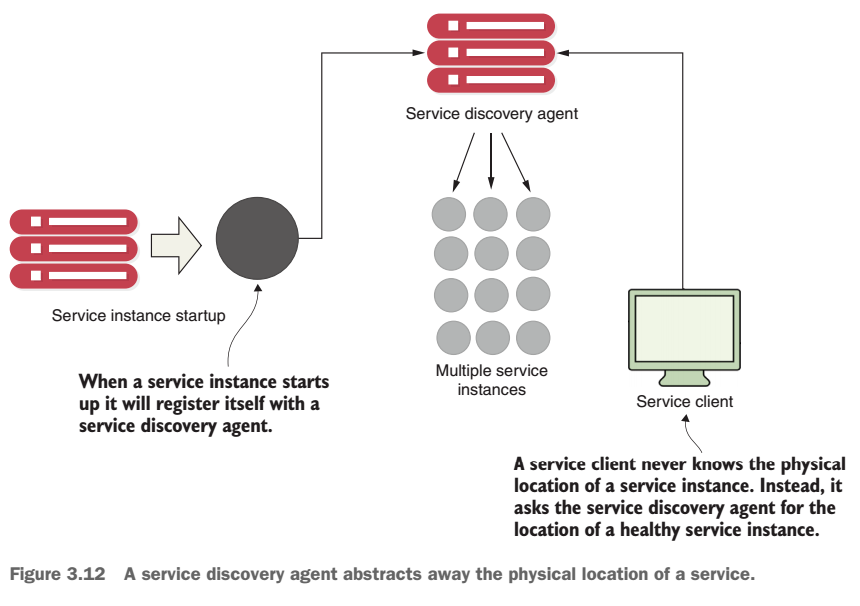 Service discovery agent
Service instance startup
When a service instance starts
up it will register itself with a
service discovery agent.
Multiple service
instances
Service client
A service client never knows the physical
location of a service instance. Instead, it
asks the service discovery agent for the
location of a healthy service instance.
Figure 3.12 A service discovery agent abstracts away the physical location of a service.